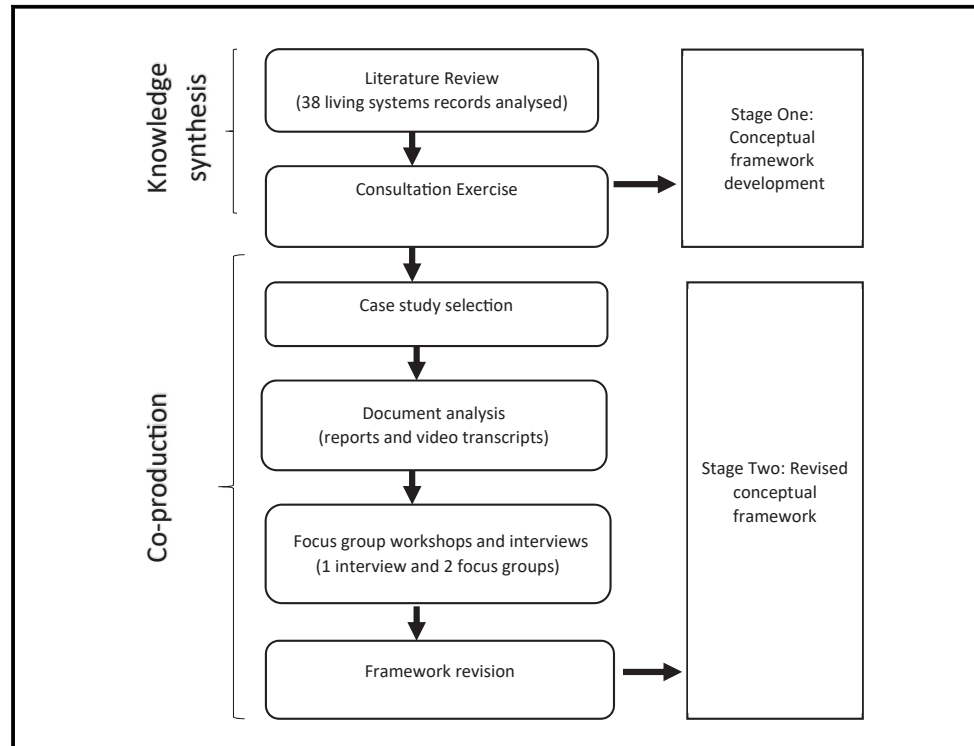 Knowledge
synthesis
Literature Review
(38 living systems records analysed)
Consultation Exercise
Stage One:
Conceptual
framework
development
Co-production
Case study selection
Document analysis
(reports and video transcripts)
Focus group workshops and interviews
(1 interview and 2 focus groups)
Framework revision
Stage Two: Revised
conceptual
framework